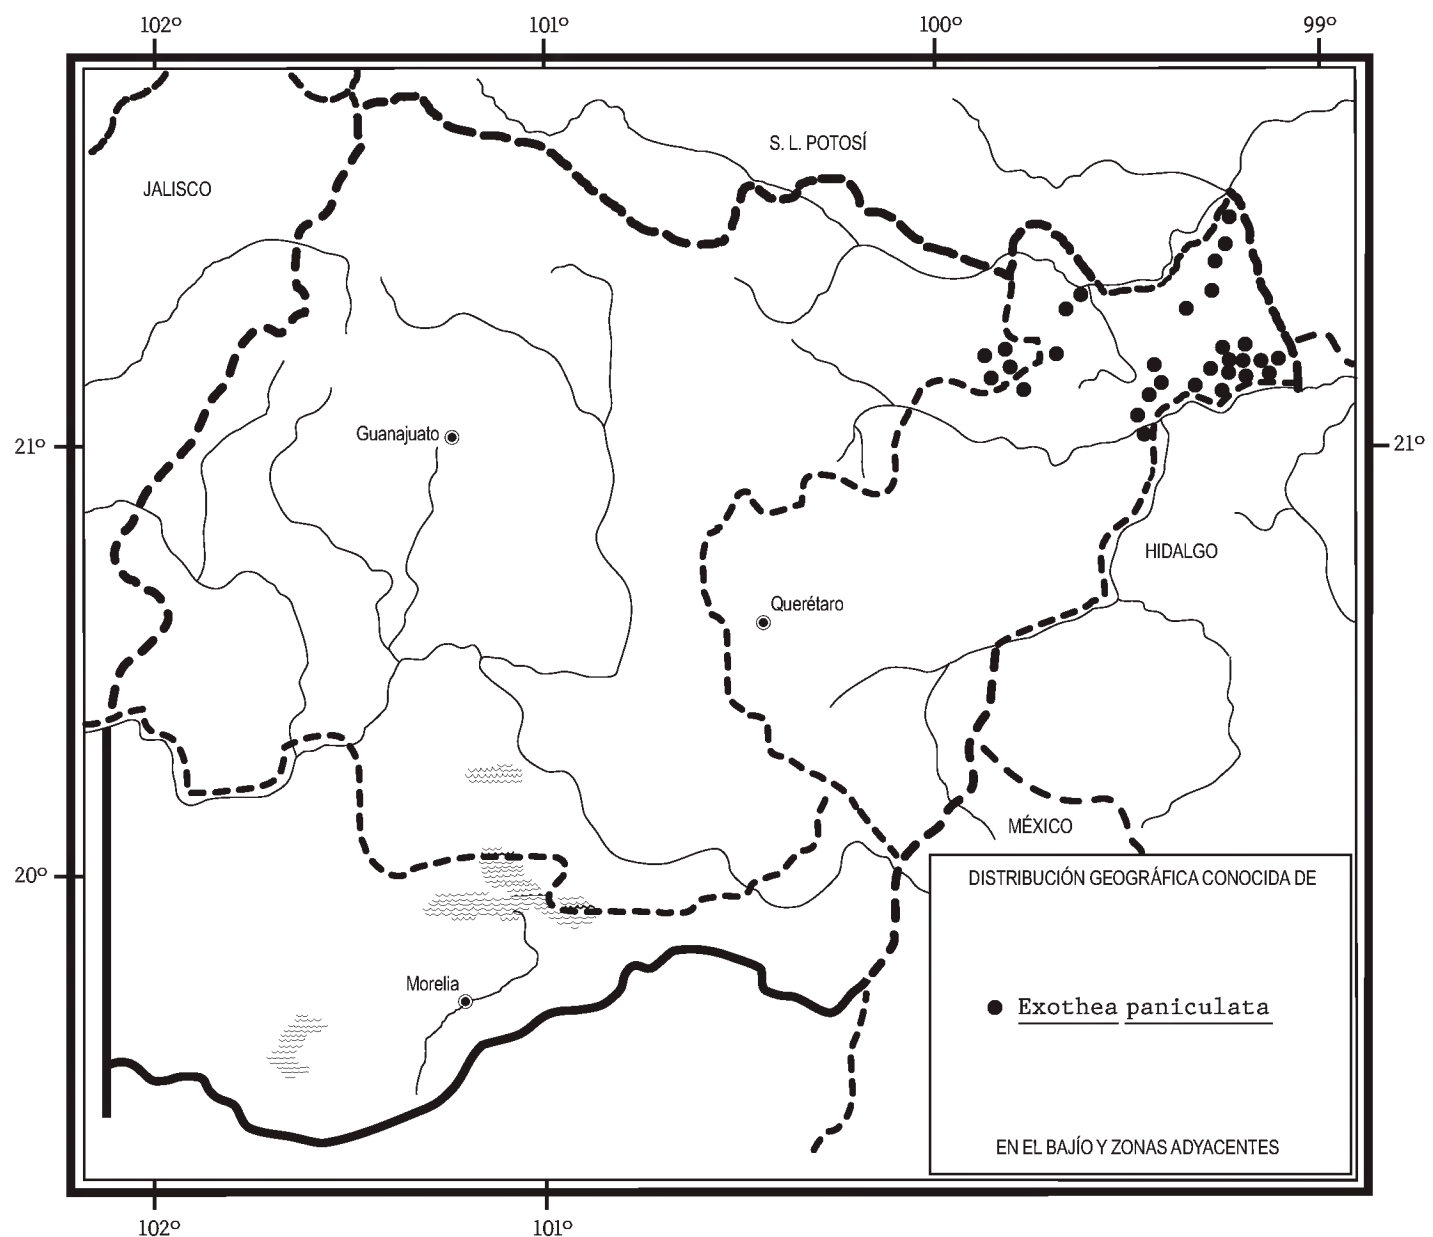 102º 101º 100º 99º
S. L. POTOSÍ
JALISCO
Guanajuato
21º 21º
HIDALGO
Querétaro
MÉXICO
20º
DISTRIBUCIÓN GEOGRÁFICA CONOCIDA DE
Morelia
Exothea paniculata
EN EL BAJÍO Y ZONAS ADYACENTES
102º 101º